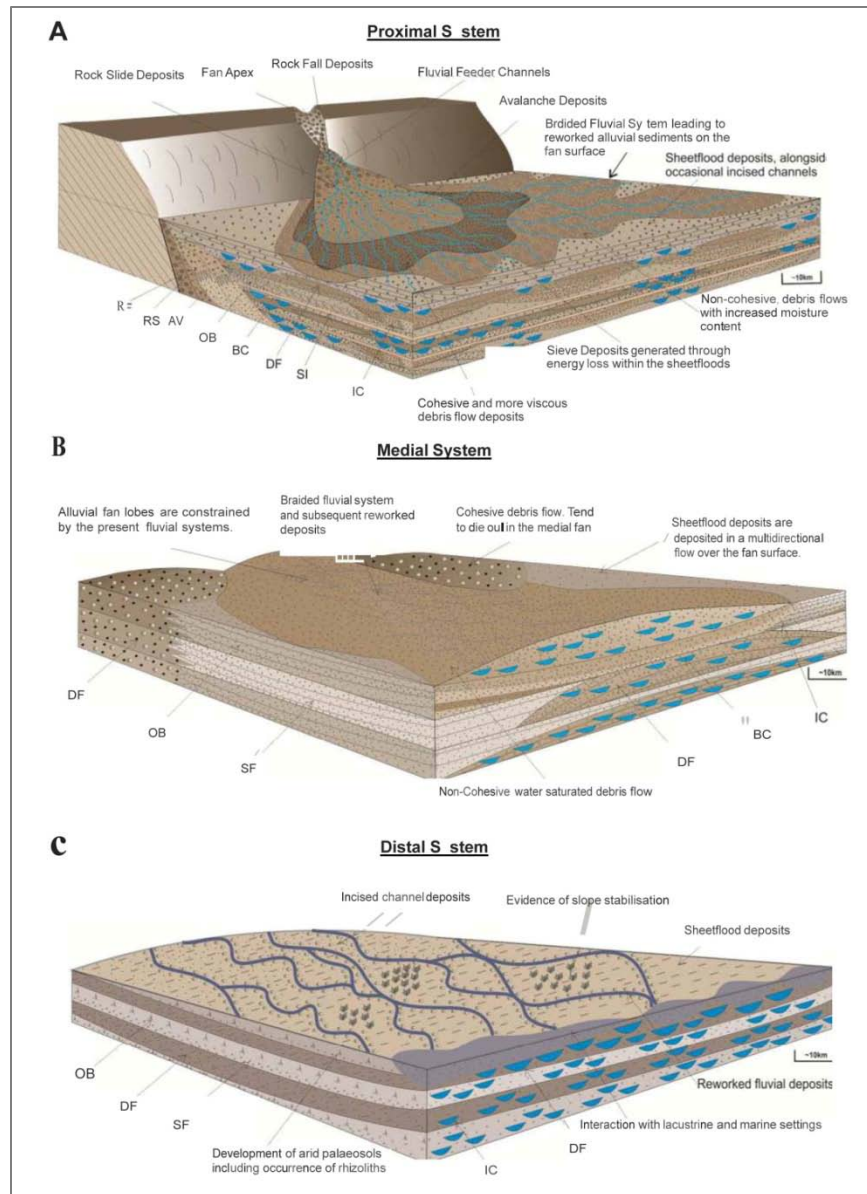 A
Proximal S stem
Rock Slide Deposits
Fan Apex
Rock Fall Deposits
Fluvial Feeder Channels
Avalanche Deposits
Brdided Fluvial Sy tem leading to
reworked alluvial sediments on the
fan surface
Sheetflood deposits, alongsid
occasional incised channels
~10km
Non-cohesive, debris flows
with increased moisture
content
Sieve Deposits generated through
energy loss within the sheetfloods
Cohesive and more viscous
debris flow deposits
RS
AV
OB
BC
DF
SI
IC
B
Medial System
Alluvial fan lobes are constrained
by the present fluvial systems.
Braided fluvial system
and subsequent reworked
deposits
Cohesive debris flow. Tend
to die out in the medial fan
Sheetflood deposits are
deposited in a multidirectional
flow over the fan surface.
~10km
DF
OB
SF
IC
BC
DF
Non-Cohesive water saturated debris flow
c
Distal S stem
Incised channel deposits
Evidence of slope stabilisation
Sheetflood deposits
~10km
OB
DF
SF
Reworked fluvial deposits
Interaction with lacustrine and marine settings
DF
IC
Development of arid palaeosols
including occurrence of rhizoliths